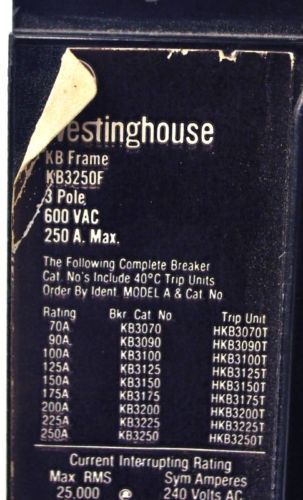 Westinghouse
KB Frame
KB3250F
3 Pole
600 VAC
250 A. Max.
The Following Complete Breaker
Cat. No's Include 40°C Trip Units
Order By Ident. MODEL A & Cat. No.
Rating Bkr Cat No Trip Unit
70A KB3070 HKB3070T
90A KB3090 HKB3090T
100A KB3100 HKB3100T
125A KB3125 HKB3125T
150A KB3150 HKB3150T
175A KB3175 HKB3175T
200A KB3200 HKB3200T
225A KB3225 HKB3225T
250A KB3250 HKB3250T
Current Interrupting Rating
Max RMS Sym Amperes
25,000 @ 240 Volts AC